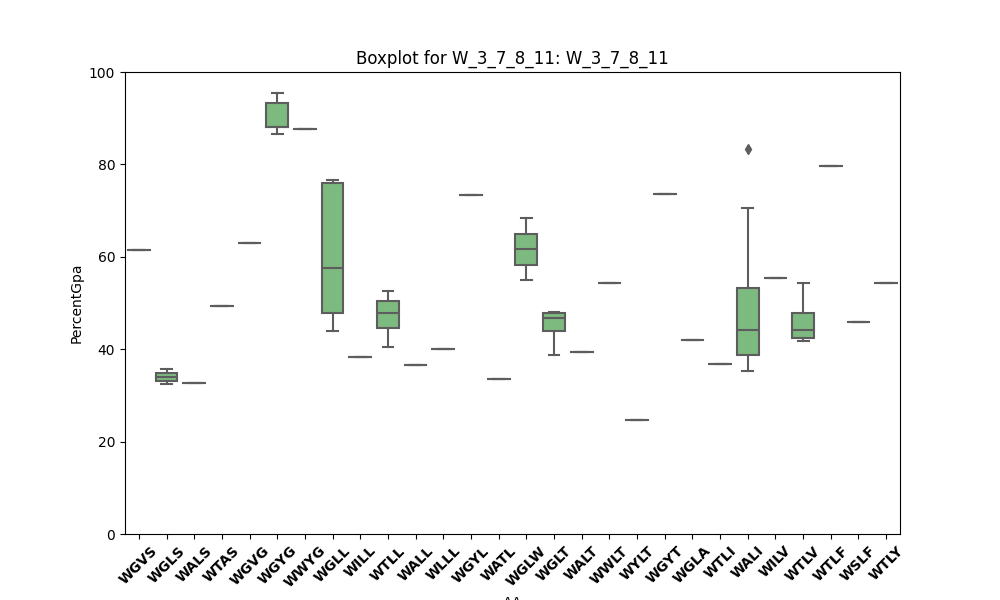 Boxplot for W_3_7_8_11: W_3_7_8_11
PercentGpa
100
80
60
40
20
0
WGVS
WGLS
WALS
WTAS
WGVG
WGYG
WWYG
WGLL
WILL
WTLL
WALL
WLLL
WGYL
WATL
WGLW
WGLT
WALT
WWLT
WYLT
WGYT
WGLA
WTLI
WALI
WILV
WTLV
WTLF
WSLF
WTLY